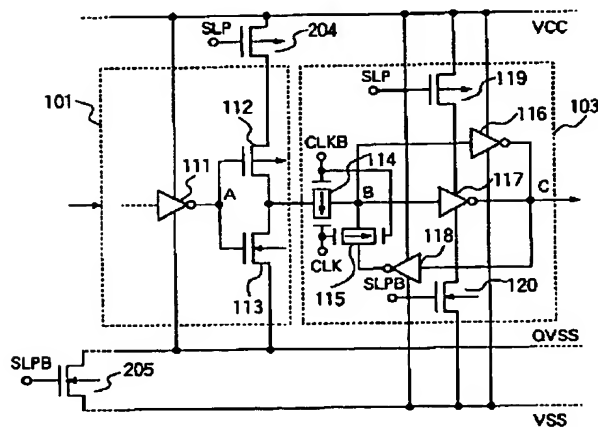 SLP
204
VCC
101
112
SLP
119
116
103
CLKB
114
111
A
B
117
C
118
CLK
SLPB
113
115
120
QVSS
SLPB
205
VSS